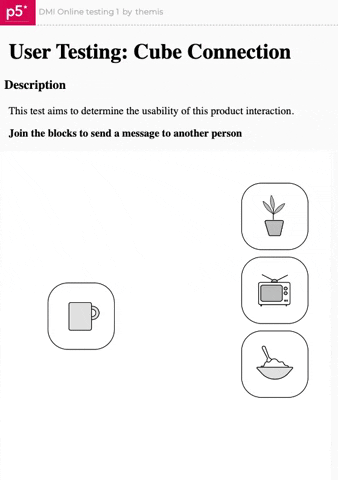 p5* DMI Online testing 1 by themis
User Testing: Cube Connection
Description
This test aims to determine the usability of this product interaction.
Join the blocks to send a message to another person